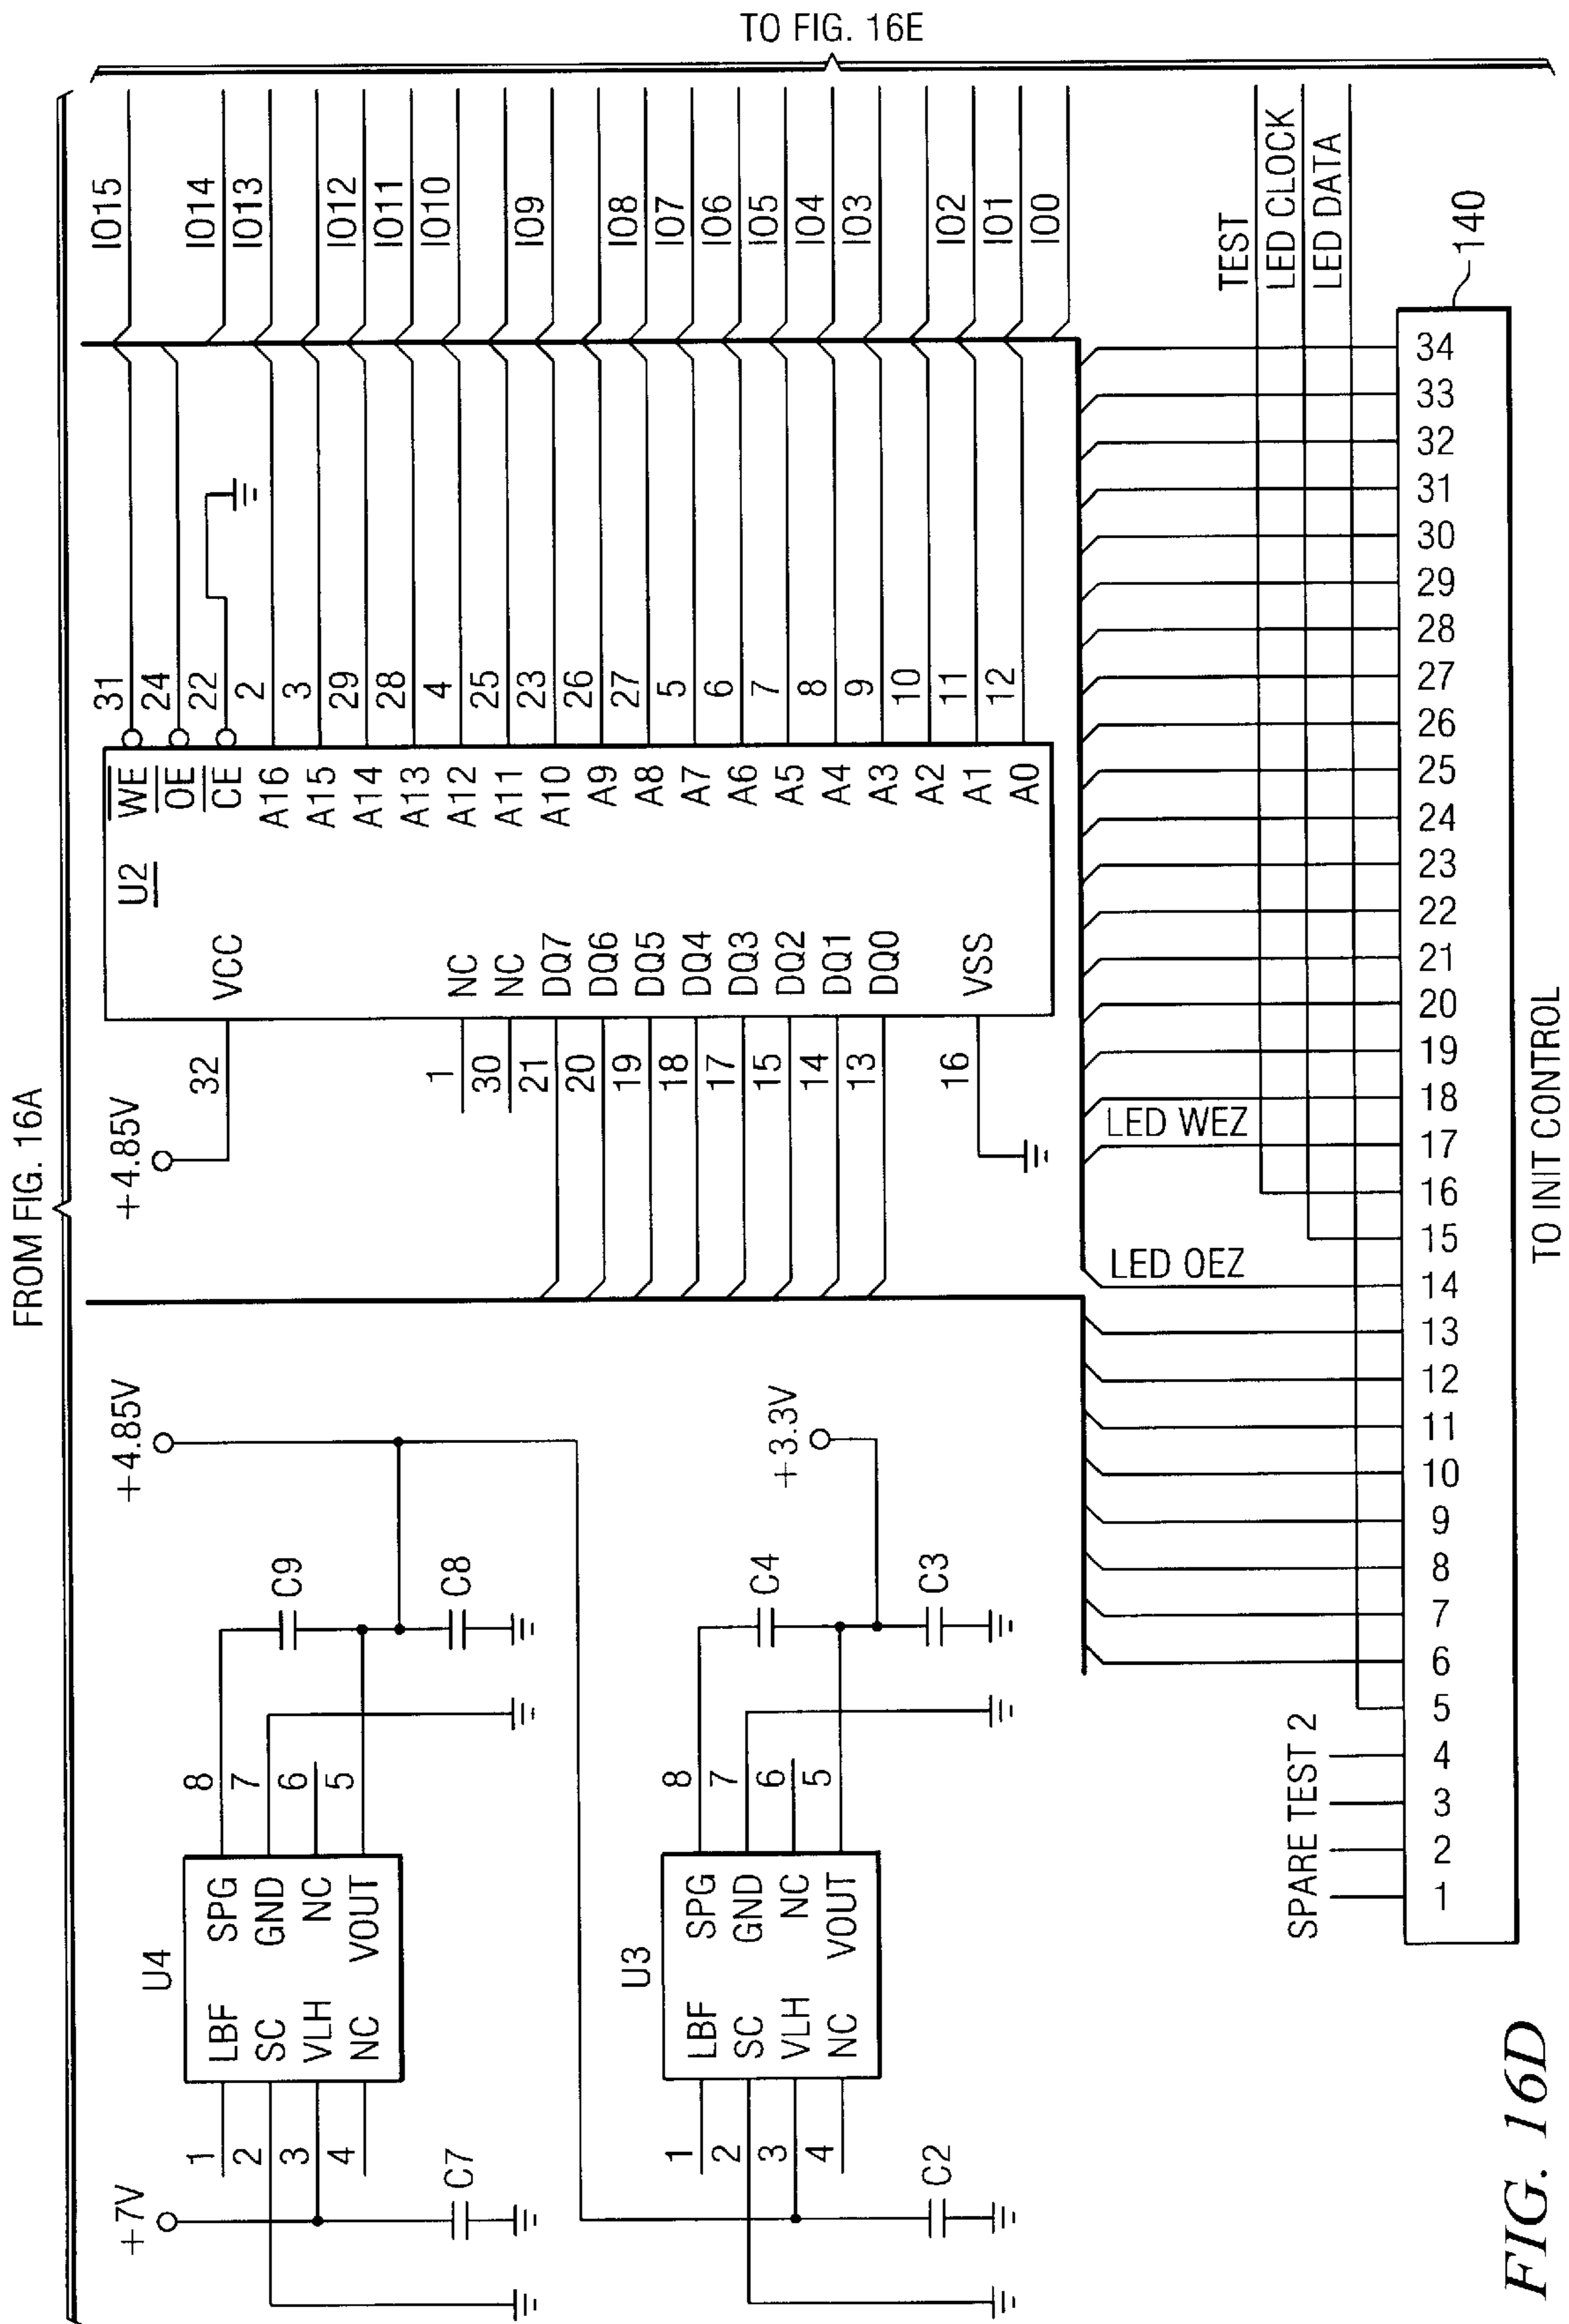 FROM FIG. 16A
TO FIG. 16E
+7V
1
2
3
4
C7
U4
LBF SPG
SC GND
VLH NC
NC VOUT
8
7
6
5
C9
C8
+4.85V
1
2
3
4
C2
U3
LBF SPG
SC GND
VLH NC
NC VOUT
8
7
6
5
C4
C3
+3.3V
+4.85V
32
1
30
21
20
19
18
17
15
14
13
16
U2
VCC
NC
NC
DQ7
DQ6
DQ5
DQ4
DQ3
DQ2
DQ1
DQ0
VSS
WE
OE
CE
A16
A15
A14
A13
A12
A11
A10
A9
A8
A7
A6
A5
A4
A3
A2
A1
A0
31
24
22
2
3
29
28
4
25
23
26
27
5
6
7
8
9
10
11
12
IO15
IO14
IO13
IO12
IO11
IO10
IO9
IO8
IO7
IO6
IO5
IO4
IO3
IO2
IO1
IO0
TEST
LED CLOCK
LED DATA
LED OEZ
LED WEZ
SPARE TEST 2
1 2 3 4 5 6 7 8 9 10 11 12 13 14 15 16 17 18 19 20 21 22 23 24 25 26 27 28 29 30 31 32 33 34
140
TO INIT CONTROL
FIG. 16D